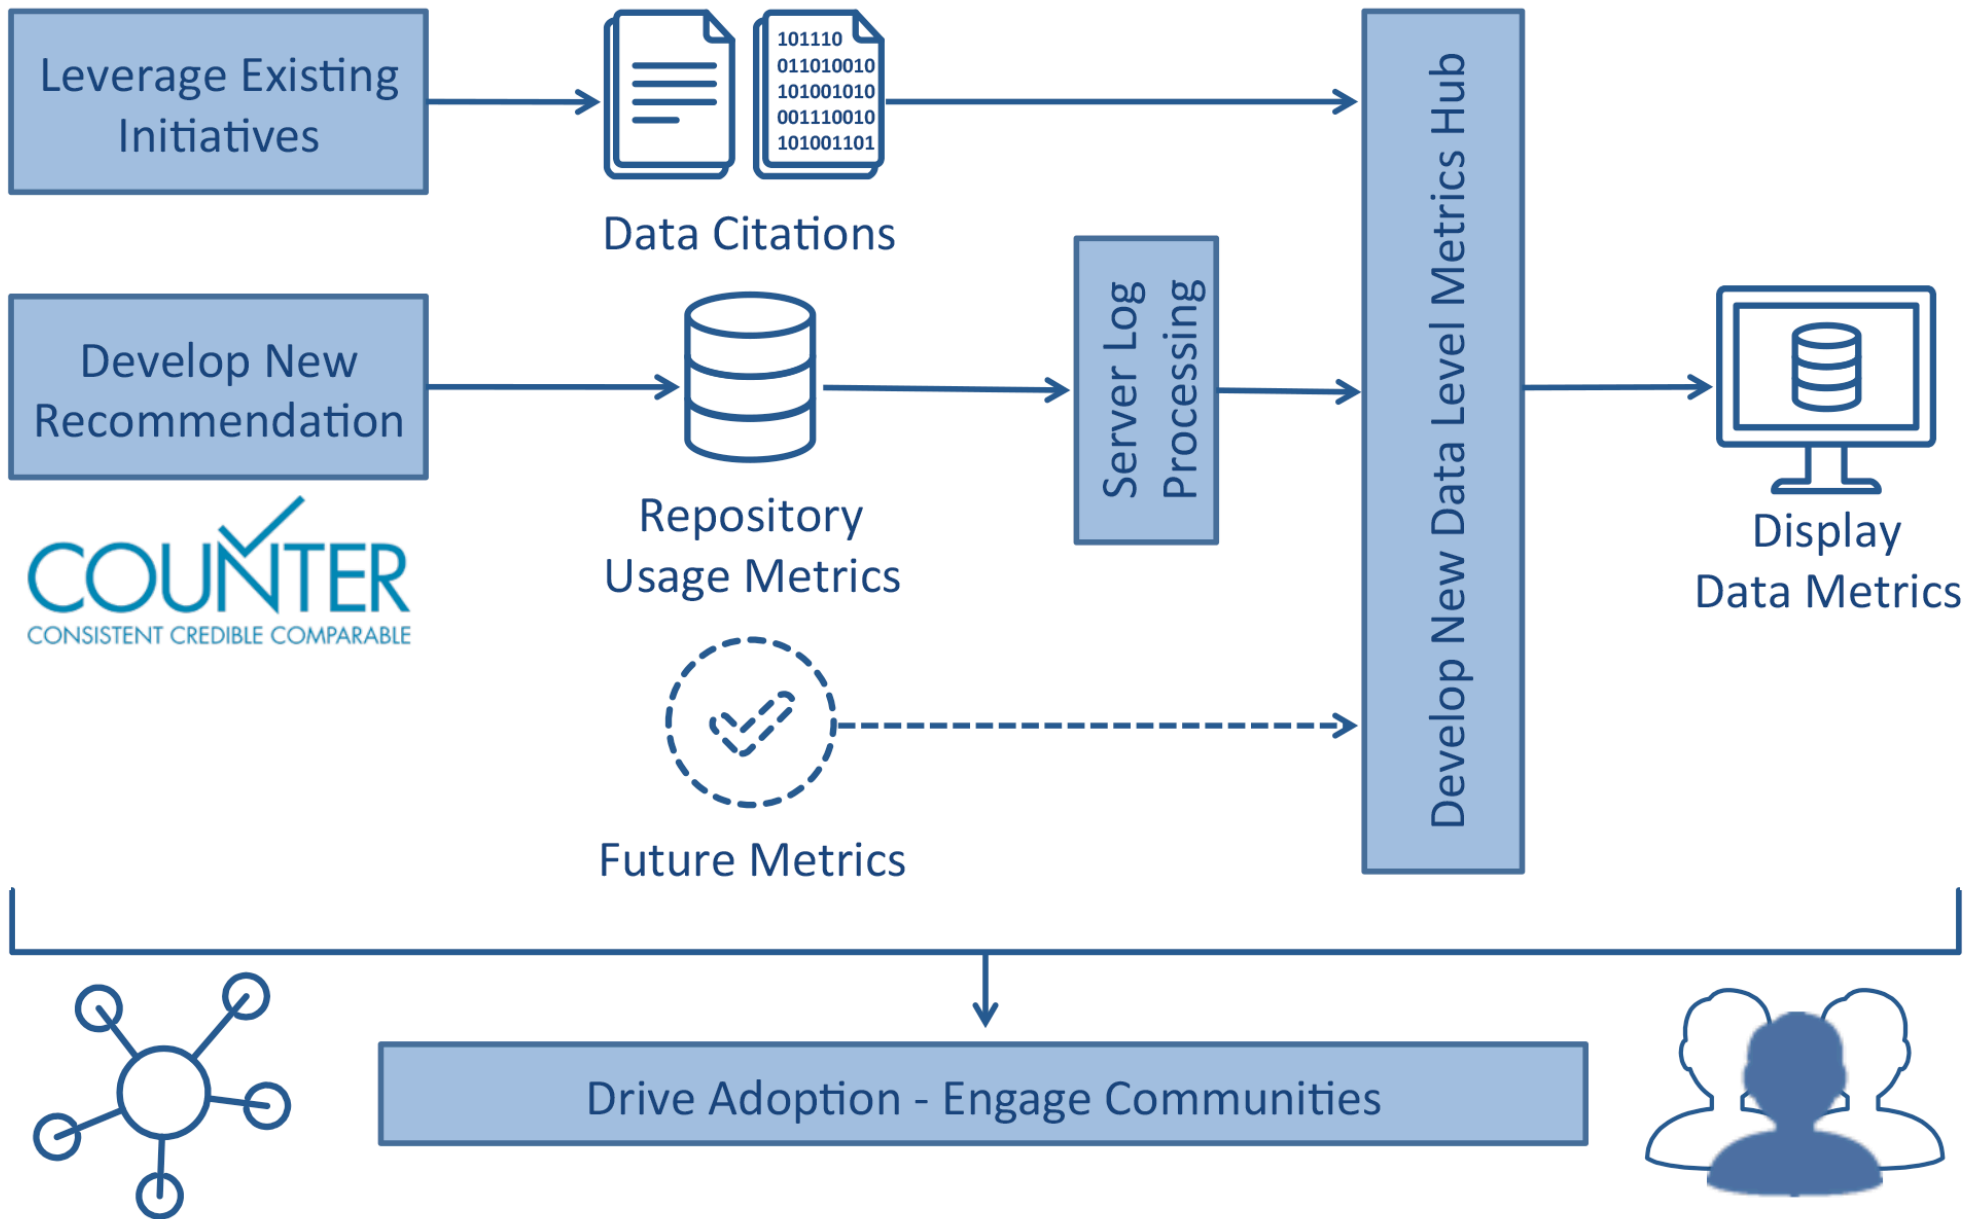 Leverage Existing
Initiatives
101110
011010010
101001010
001110010
101001101
Data Citations
Develop New
Recommendation
COUNTER
CONSISTENT CREDIBLE COMPARABLE
Repository
Usage Metrics
Server Log
Processing
Future Metrics
Develop New Data Level Metrics Hub
Display
Data Metrics
Drive Adoption - Engage Communities